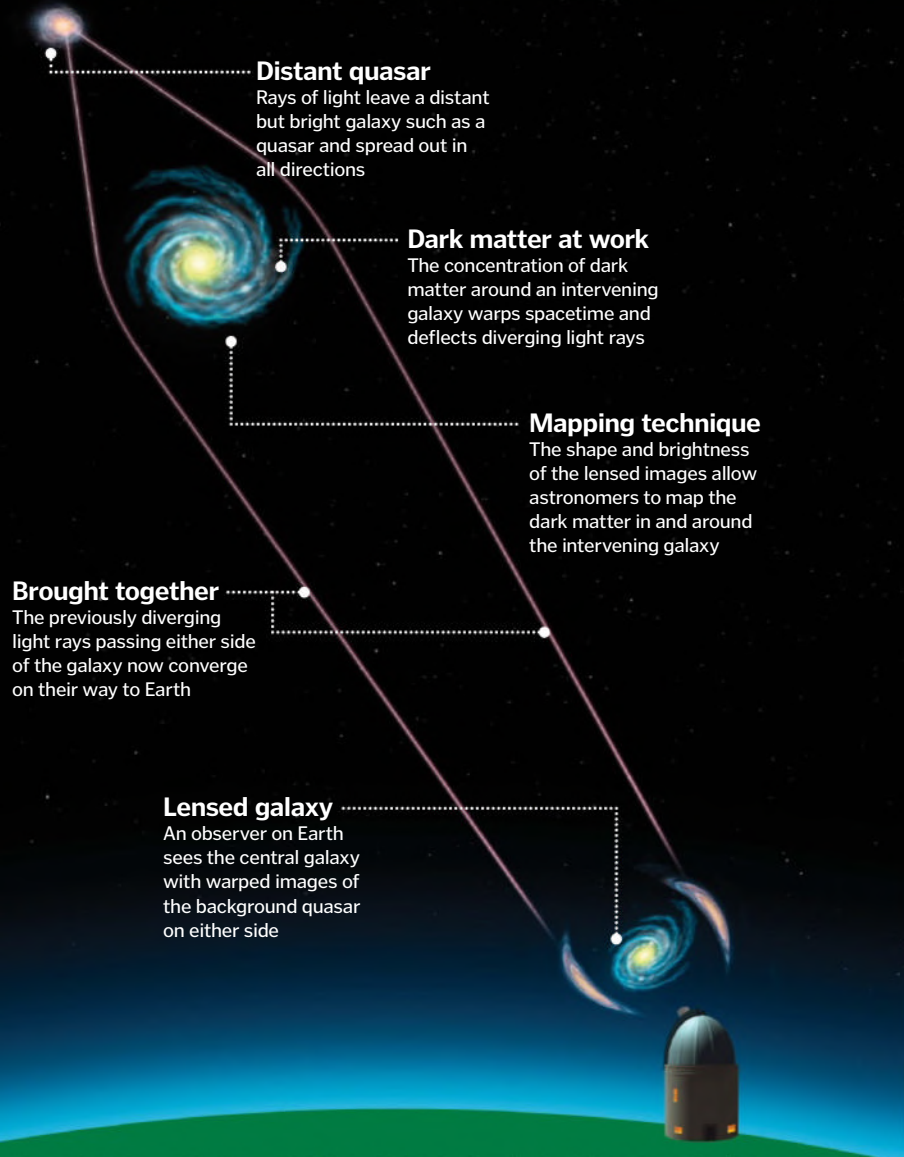 Distant quasar
Rays of light leave a distant
but bright galaxy such as a
quasar and spread out in
all directions
Dark matter at work
The concentration of dark
matter around an intervening
galaxy warps spacetime and
deflects diverging light rays
Mapping technique
The shape and brightness
of the lensed images allow
astronomers to map the
dark matter in and around
the intervening galaxy
Brought together
The previously diverging
light rays passing either side
of the galaxy now converge
on their way to Earth
Lensed galaxy
An observer on Earth
sees the central galaxy
with warped images of
the background quasar
on either side